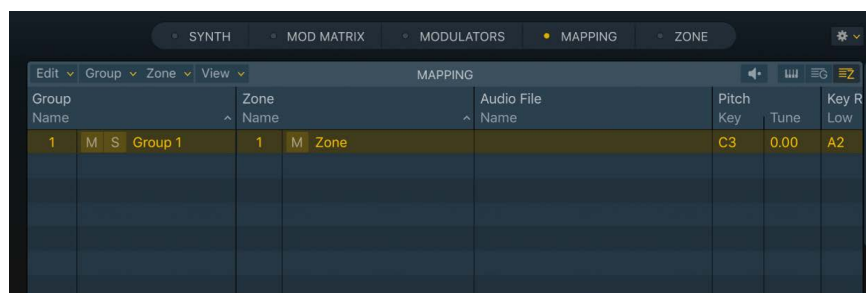 SYNTH MOD MATRIX MODULATORS MAPPING ZONE
Edit Group Zone View MAPPING G Z
Group Zone Audio File Pitch Key R
Name Name Name Key Tune Low
1 M S Group 1 1 M Zone C3 0.00 A2